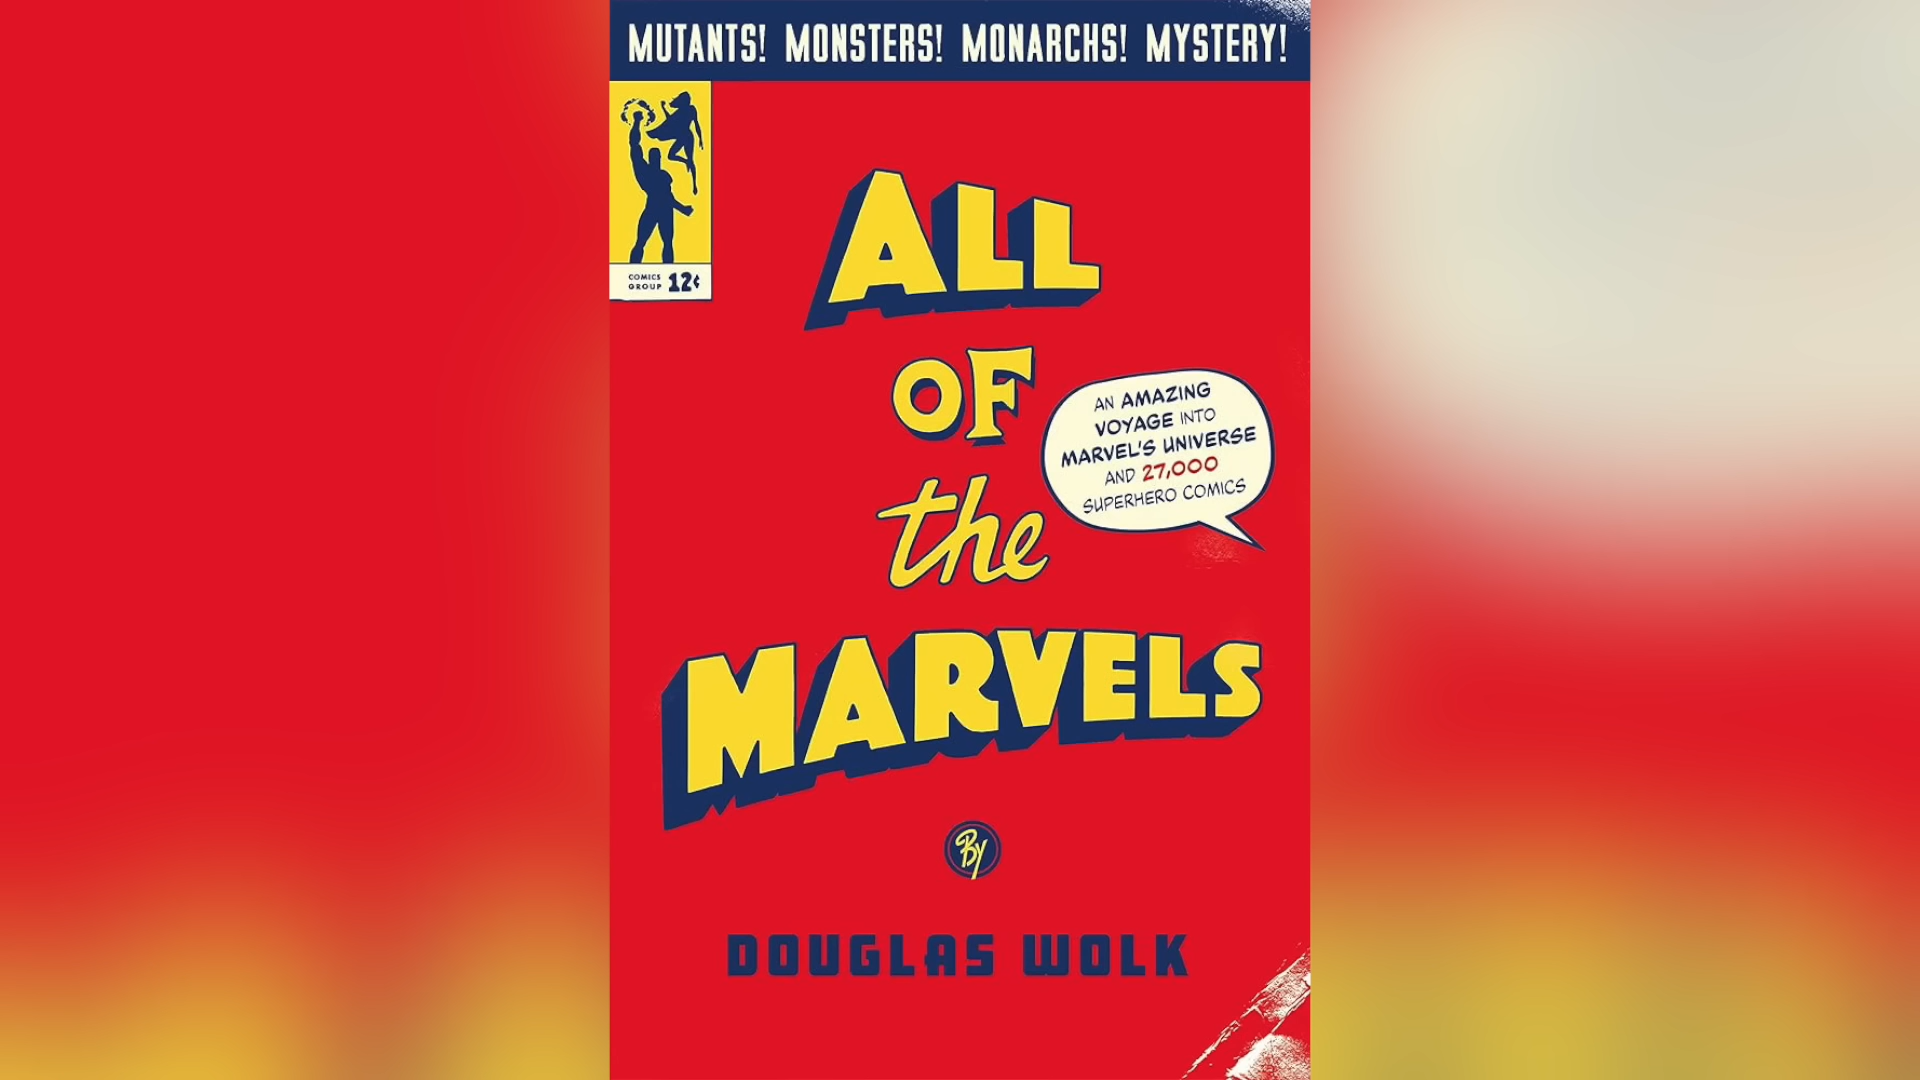 MUTANTS! MONSTERS! MONARCHS! MYSTERY!
COMICS
GROUP 12¢
ALL
OF
the
MARVELS
AN AMAZING
VOYAGE INTO
MARVEL'S UNIVERSE
AND 27,000
SUPERHERO COMICS
By
DOUGLAS WOLK